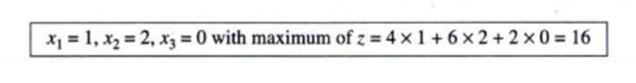 x₁ = 1, x₂ = 2, x₃ = 0 with maximum of z = 4 × 1 + 6 × 2 + 2 × 0 = 16